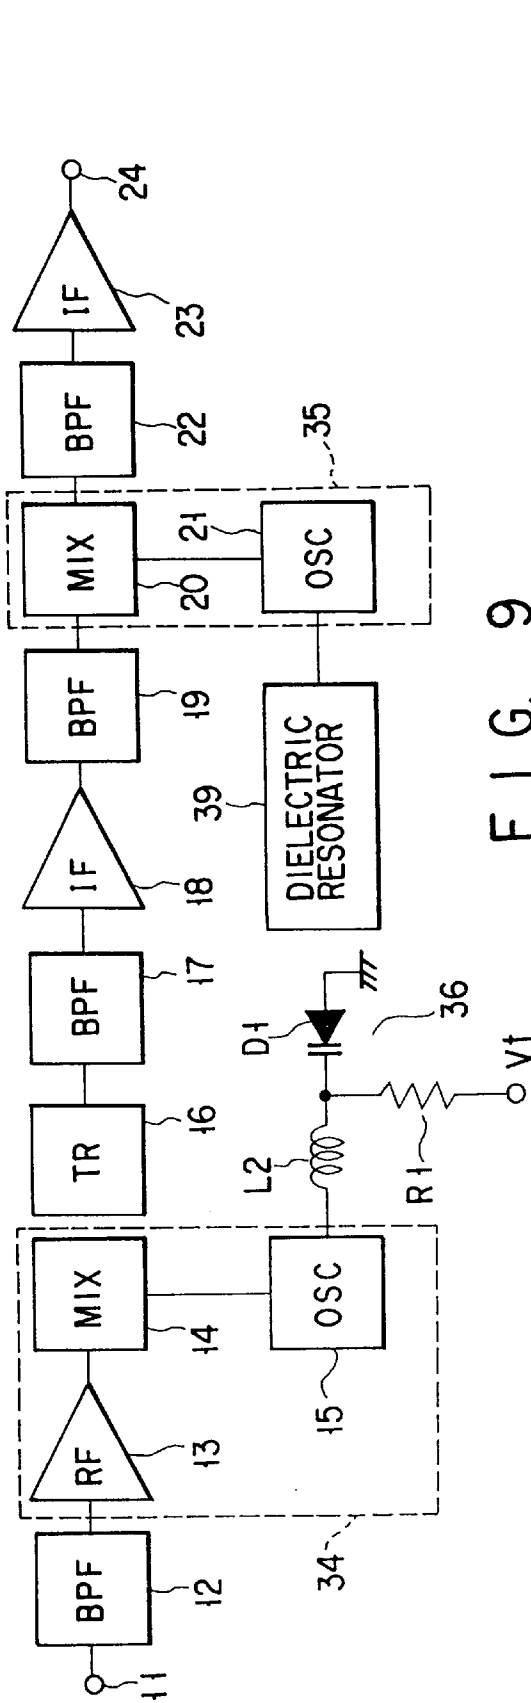 11
BPF
12
RF
13
MIX
14
OSC
15
34
TR
16
BPF
17
IF
18
BPF
19
MIX
20
OSC
21
35
BPF
22
IF
23
24
L2
D1
R1
Vt
36
DIELECTRIC
RESONATOR
39
FIG. 9